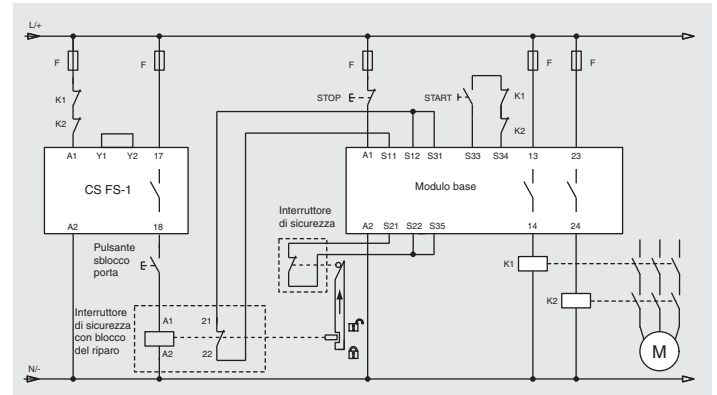 L/+
F F F F F
K1 STOP START K1
K2 K2
A1 Y1 Y2 17 A1 S11 S12 S31 S33 S34 13 23
CS FS-1 Modulo base
A2 18 A2 S21 S22 S35 14 24
Interruttore
di sicurezza
Pulsante
sblocco
porta
K1
K2
Interruttore
di sicurezza
con blocco
del riparo
A1 21
A2 22
M
N/-